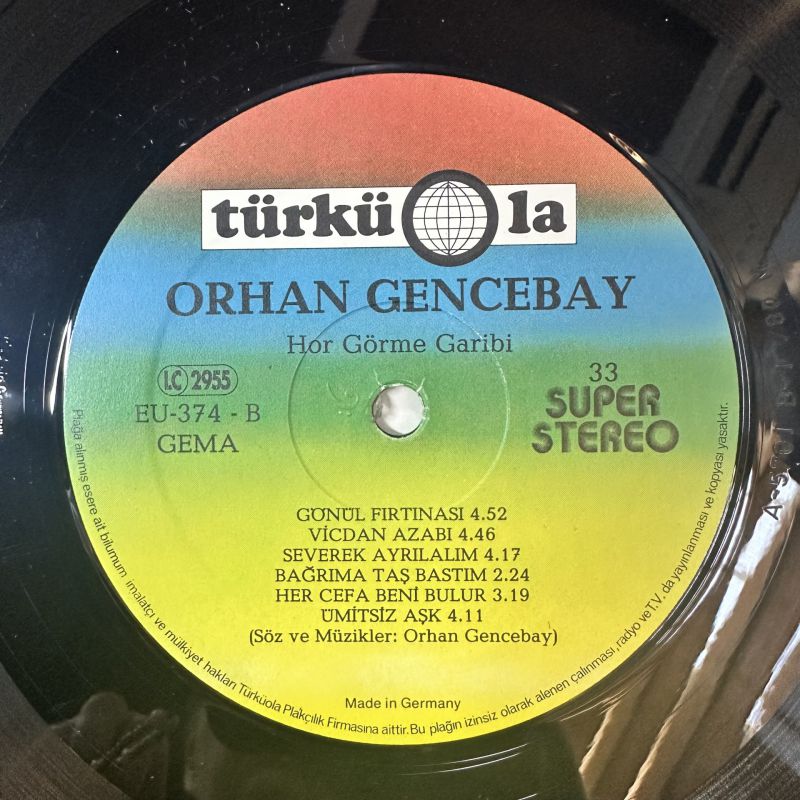 türküola
ORHAN GENCEBAY
Hor Görme Garibi
LC 2955
EU-374 - B
GEMA
33
SUPER
STEREO
GÖNÜL FIRTINASI 4.52
VİCDAN AZABI 4.46
SEVEREK AYRILALIM 4.17
BAĞRIMA TAŞ BASTIM 2.24
HER CEFA BENİ BULUR 3.19
ÜMİTSİZ AŞK 4.11
(Söz ve Müzikler: Orhan Gencebay)
Made in Germany
Plağa alınmış esere ait bilumum imalatçı ve mülkiyet hakları Türküola Plakçılık Firmasına aittir. Bu plağın izinsiz olarak alenen çalınması, radyo ve T.V. da yayınlanması ve kopyası yasaktır.